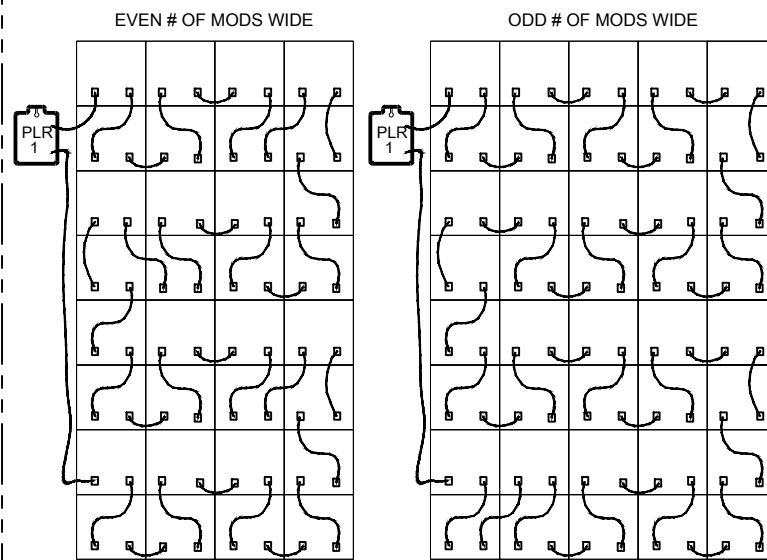 EVEN # OF MODS WIDE
ODD # OF MODS WIDE
PLR
1
PLR
1